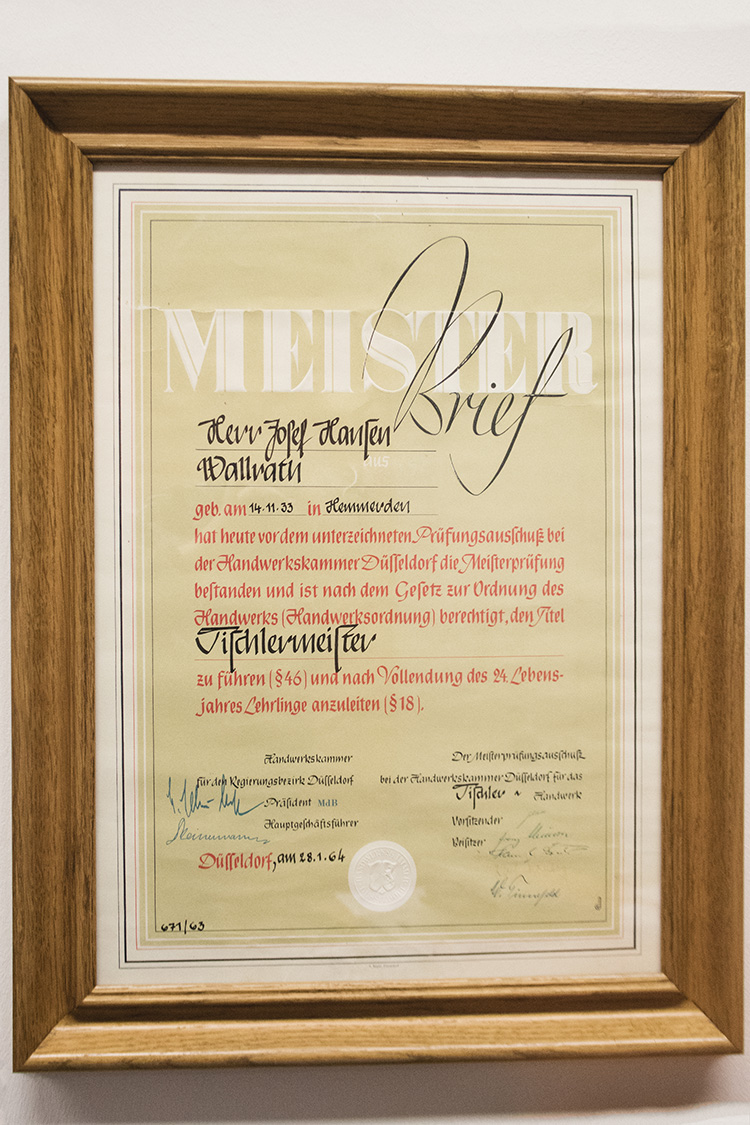 MEISTER
Brief
Herr Josef Hansen
aus
Wallrath
geb. am 14.11.33 in Hemmerden
hat heute vor dem unterzeichneten Prüfungsausschuß bei
der Handwerkskammer Düsseldorf die Meisterprüfung
bestanden und ist nach dem Gesetz zur Ordnung des
Handwerks (Handwerksordnung) berechtigt, den Titel
Tischlermeister
zu führen (§46) und nach Vollendung des 24. Lebens-
jahres Lehrlinge anzuleiten (§18).
Handwerkskammer
für den Regierungsbezirk Düsseldorf
Präsident MdB
Hauptgeschäftsführer
Düsseldorf, am 28.1.64
Der Meisterprüfungsausschuß
bei der Handwerkskammer Düsseldorf für das
Tischler - Handwerk
Vorsitzender
Beisitzer
671/63